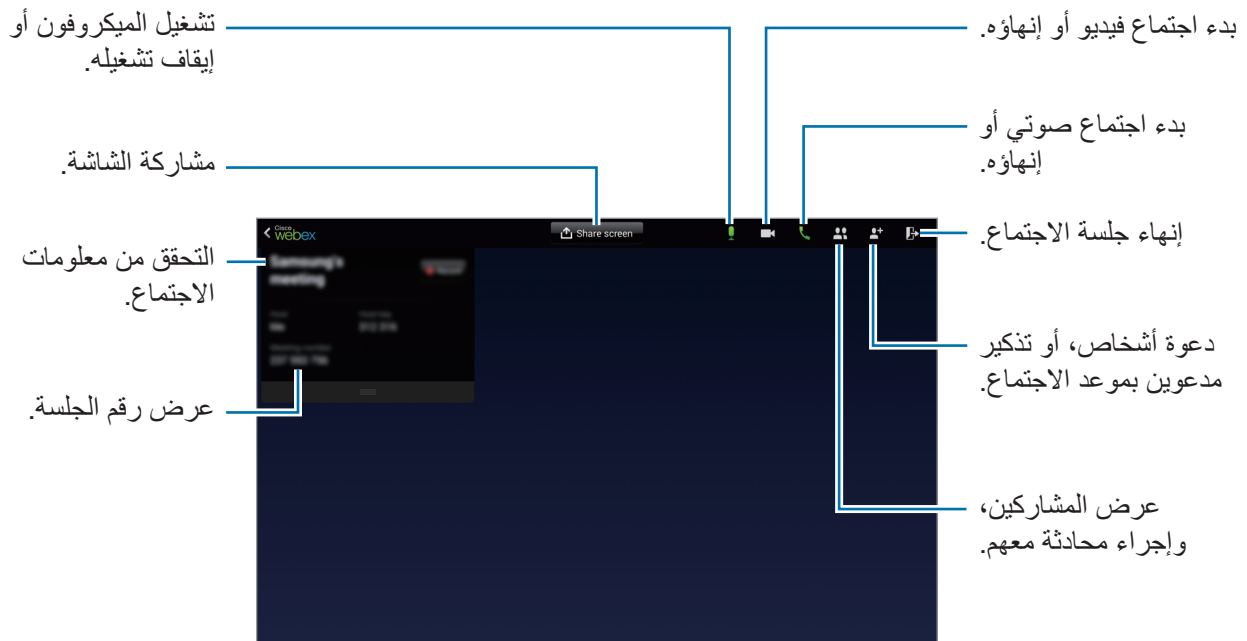 تشغيل الميكروفون أو
إيقاف تشغيله.
مشاركة الشاشة.
التحقق من معلومات
الاجتماع.
عرض رقم الجلسة.
بدء اجتماع فيديو أو إنهاؤه.
بدء اجتماع صوتي أو
إنهاؤه.
إنهاء جلسة الاجتماع.
دعوة أشخاص، أو تذكير
مدعوين بموعد الاجتماع.
عرض المشاركين،
وإجراء محادثة معهم.
Cisco
webex
Share screen
Samsung's
meeting